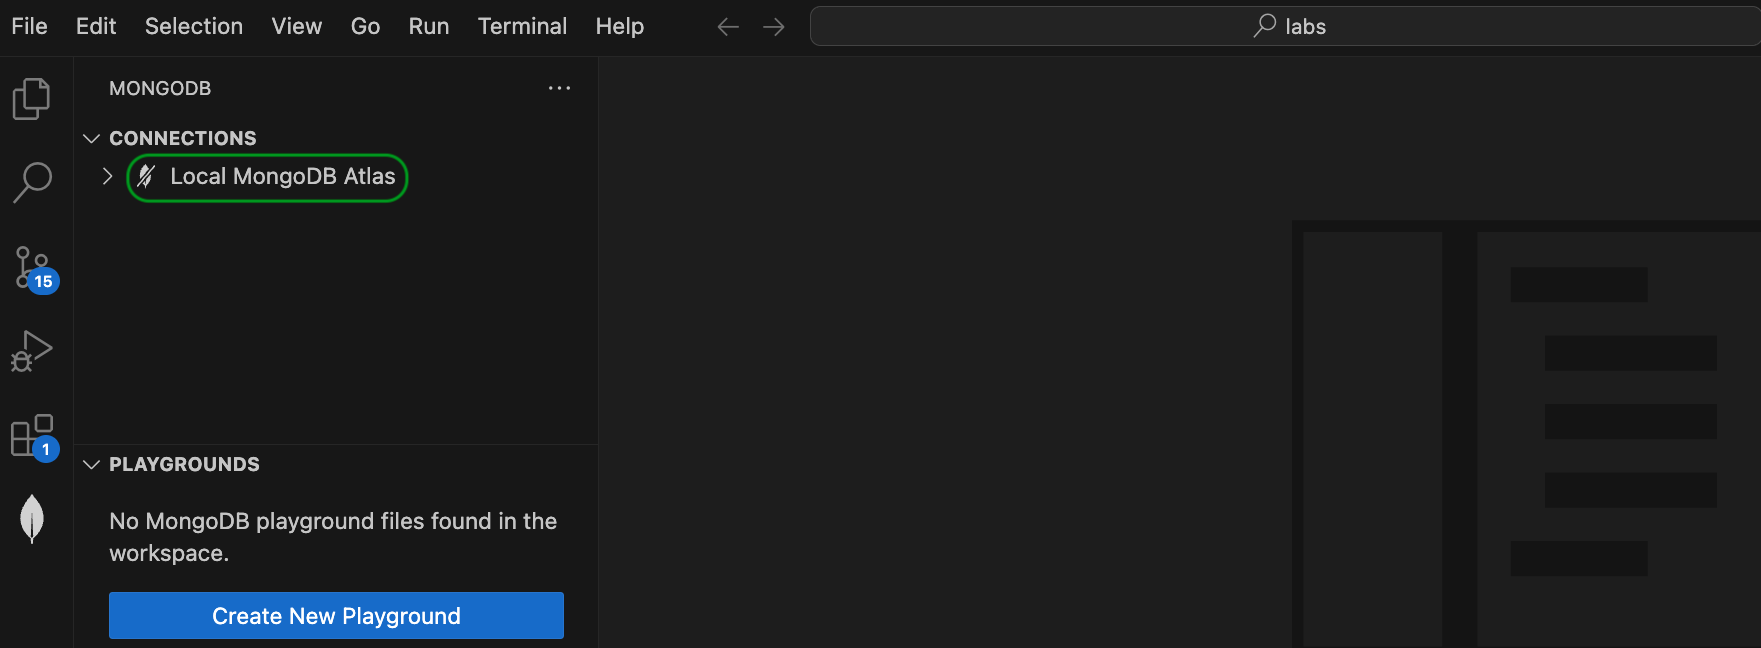 File Edit Selection View Go Run Terminal Help labs
MONGODB
CONNECTIONS
Local MongoDB Atlas
15
1
PLAYGROUNDS
No MongoDB playground files found in the
workspace.
Create New Playground